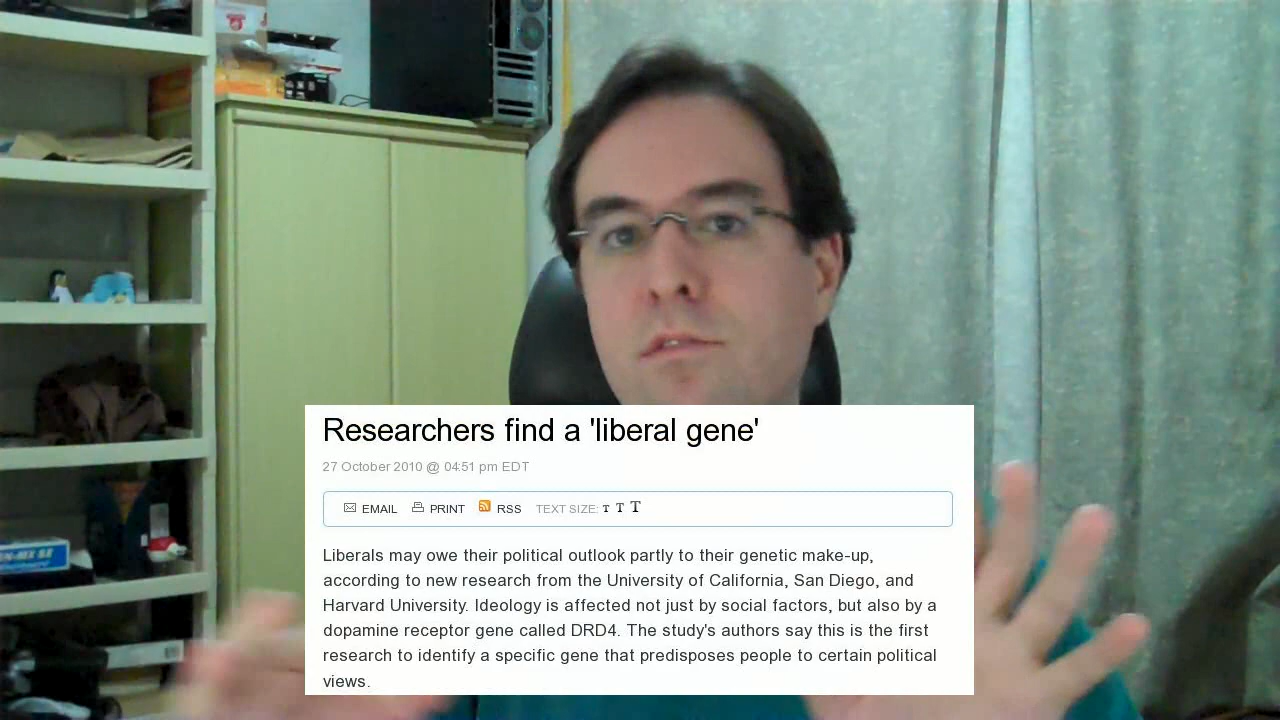 Researchers find a 'liberal gene'
27 October 2010 @ 04:51 pm EDT
EMAIL PRINT RSS TEXT SIZE: T T T
Liberals may owe their political outlook partly to their genetic make-up,
according to new research from the University of California, San Diego, and
Harvard University. Ideology is affected not just by social factors, but also by a
dopamine receptor gene called DRD4. The study's authors say this is the first
research to identify a specific gene that predisposes people to certain political
views.